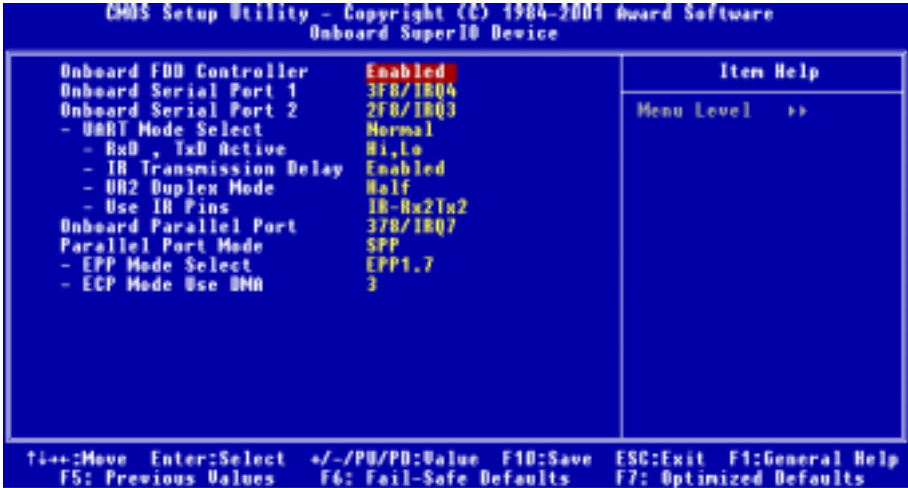 CMOS Setup Utility - Copyright (C) 1984-2001 Award Software
Onboard SuperIO Device
Onboard FDD Controller Enabled
Onboard Serial Port 1 3F8/IRQ4
Onboard Serial Port 2 2F8/IRQ3
- UART Mode Select Normal
- RxD , TxD Active Hi,Lo
- IR Transmission Delay Enabled
- UR2 Duplex Mode Half
- Use IR Pins IR-Rx2Tx2
Onboard Parallel Port 378/IRQ7
Parallel Port Mode SPP
- EPP Mode Select EPP1.7
- ECP Mode Use DMA 3
Item Help
Menu Level ►►
↑↓→←:Move Enter:Select +/-/PU/PD:Value F10:Save ESC:Exit F1:General Help
F5: Previous Values F6: Fail-Safe Defaults F7: Optimized Defaults